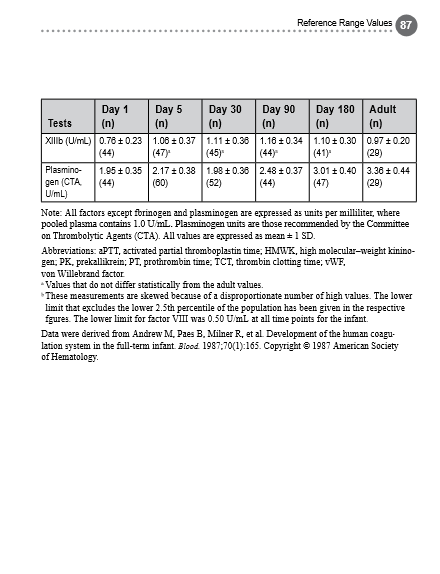 Reference Range Values 87
Tests Day 1 (n) Day 5 (n) Day 30 (n) Day 90 (n) Day 180 (n) Adult (n)
XIIIb (U/mL) 0.76 ± 0.23 (44) 1.06 ± 0.37 (47)ᵃ 1.11 ± 0.36 (45)ᵃ 1.16 ± 0.34 (44)ᵃ 1.10 ± 0.30 (41)ᵃ 0.97 ± 0.20 (29)
Plasmino-gen (CTA, U/mL) 1.95 ± 0.35 (44) 2.17 ± 0.38 (60) 1.98 ± 0.36 (52) 2.48 ± 0.37 (44) 3.01 ± 0.40 (47) 3.36 ± 0.44 (29)
Note: All factors except fbrinogen and plasminogen are expressed as units per milliliter, where
pooled plasma contains 1.0 U/mL. Plasminogen units are those recommended by the Committee
on Thrombolytic Agents (CTA). All values are expressed as mean ± 1 SD.
Abbreviations: aPTT, activated partial thromboplastin time; HMWK, high molecular–weight kinino-
gen; PK, prekallikrein; PT, prothrombin time; TCT, thrombin clotting time; vWF,
von Willebrand factor.
ᵃ Values that do not differ statistically from the adult values.
ᵇ These measurements are skewed because of a disproportionate number of high values. The lower
limit that excludes the lower 2.5th percentile of the population has been given in the respective
fgures. The lower limit for factor VIII was 0.50 U/mL at all time points for the infant.
Data were derived from Andrew M, Paes B, Milner R, et al. Development of the human coagu-
lation system in the full-term infant. Blood. 1987;70(1):165. Copyright © 1987 American Society
of Hematology.